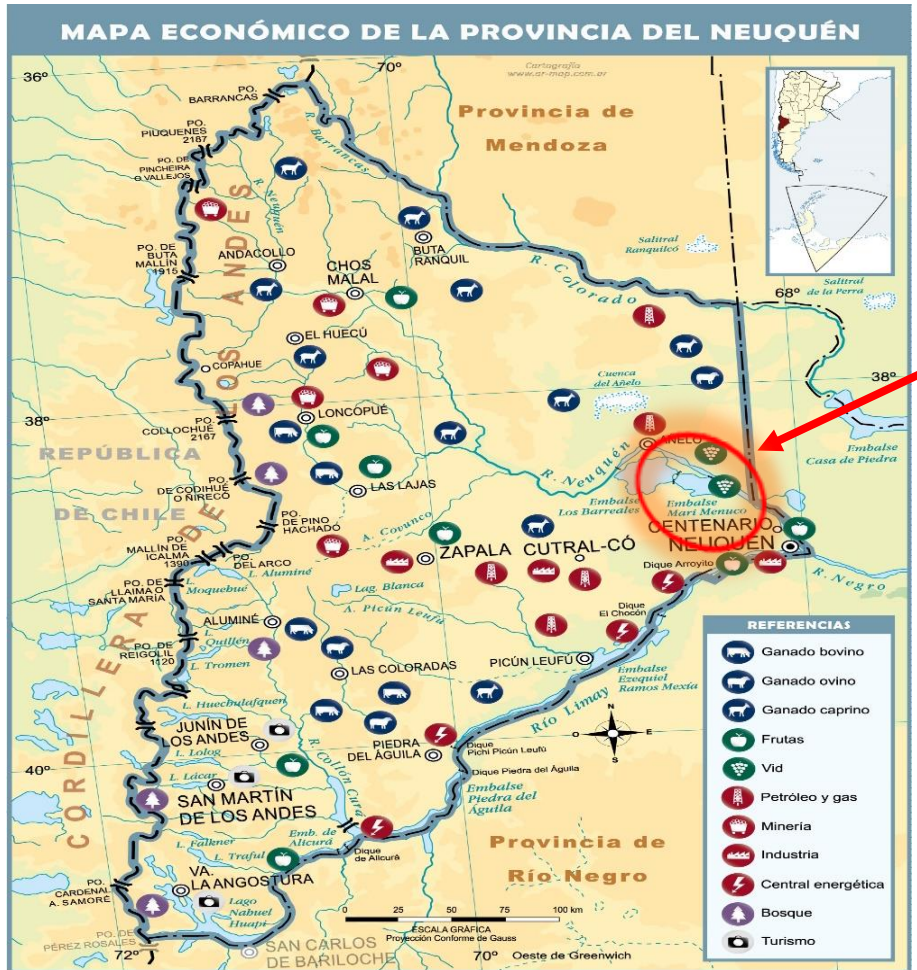 MAPA ECONÓMICO DE LA PROVINCIA DEL NEUQUÉN
36º
70º
Cartografía
www.ar-map.com.ar
PO.
BARRANCAS
PO.
PIUQUENES
2187
PO. DE
PINCHEIRA
O VALLEJOS
R. Barrancas
Provincia de
Mendoza
R. Neuquén
PO. DE
BUTA
MALLÍN
1915
ANDACOLLO
BUTA
RANQUIL
CHOS
MALAL
Salitral
Ranquilcó
R. Colorado
68º
Salitral
de la Perra
EL HUECÚ
COPAHUE
Cuenca
del Añelo
38º
38º
PO.
COLLOCHUÉ
2167
LONCOPUÉ
REPÚBLICA
DE CHILE
CORDILLERA DE LOS ANDES
AÑELO
R. Neuquén
Embalse
Casa de Piedra
PO.
DE CODIHUE
O ÑIRECÓ
LAS LAJAS
Embalse
Los Barreales
Embalse
Mari Menuco
PO.
DE PINO
HACHADO
A. Covunco
CENTENARIO
NEUQUÉN
PO.
MALLÍN DE
ICALMA
1390
PO.
DEL ARCO
ZAPALA
CUTRAL-CÓ
Dique Arroyito
R. Negro
L. Aluminé
L.
Moquehué
Lag. Blanca
PO. DE
LLAIMA O
SANTA MARÍA
A. Picún Leufú
Dique
El Chocón
ALUMINÉ
PO. DE
REIGOLIL
1120
L.
Quillén
L. Tromen
LAS COLORADAS
PICÚN LEUFÚ
Embalse
Ezequiel
Ramos Mexía
L. Huechulafquen
Río Limay
N
O
E
S
JUNÍN DE
LOS ANDES
L. Lolog
PIEDRA
DEL ÁGUILA
Dique
Pichi Picún Leufú
R. Collón Curá
40º
L. Lácar
Dique Piedra del Águila
SAN MARTÍN
DE LOS ANDES
Embalse
Piedra del
Águila
L. Falkner
Emb. de
Alicurá
L. Traful
Dique
de Alicurá
Provincia de
Río Negro
PO.
CARDENAL
A. SAMORÉ
VA.
LA ANGOSTURA
Lago
Nahuel
Huapi
0 25 50 75 100 km
ESCALA GRÁFICA
Proyección Conforme de Gauss
PO. DE
PÉREZ ROSALES
72º
SAN CARLOS
DE BARILOCHE
70º
Oeste de Greenwich
REFERENCIAS
Ganado bovino
Ganado ovino
Ganado caprino
Frutas
Vid
Petróleo y gas
Minería
Industria
Central energética
Bosque
Turismo